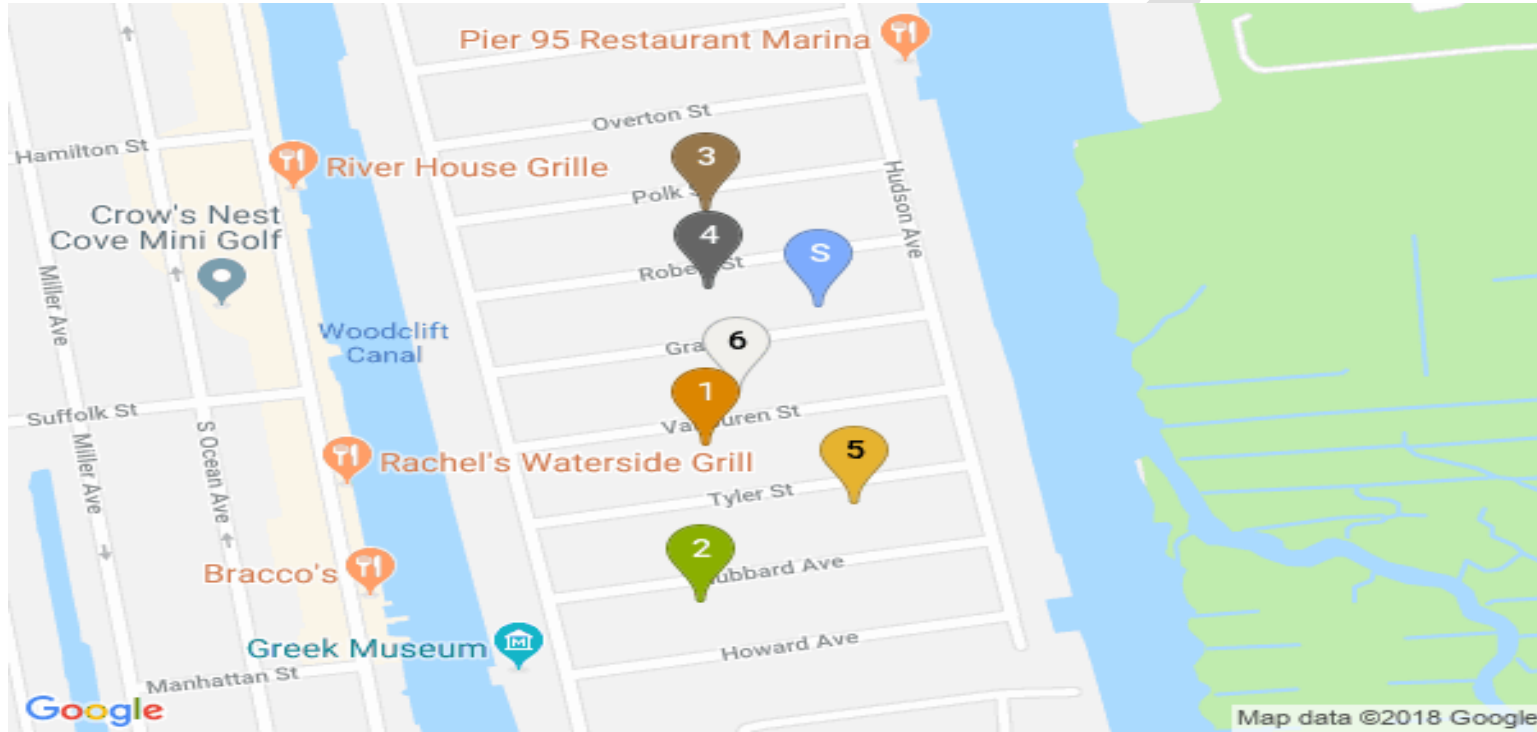 Pier 95 Restaurant Marina
Overton St
Hamilton St
River House Grille
3
Hudson Ave
Polk
Crow's Nest
Cove Mini Golf
4
S
Miller Ave
Woodclift
Canal
6
1
Suffolk St
Miller Ave
S Ocean Ave
Rachel's Waterside Grill
5
Tyler St
2
Bracco's
Howard Ave
Greek Museum
M
Manhattan St
Google
Map data ©2018 Google